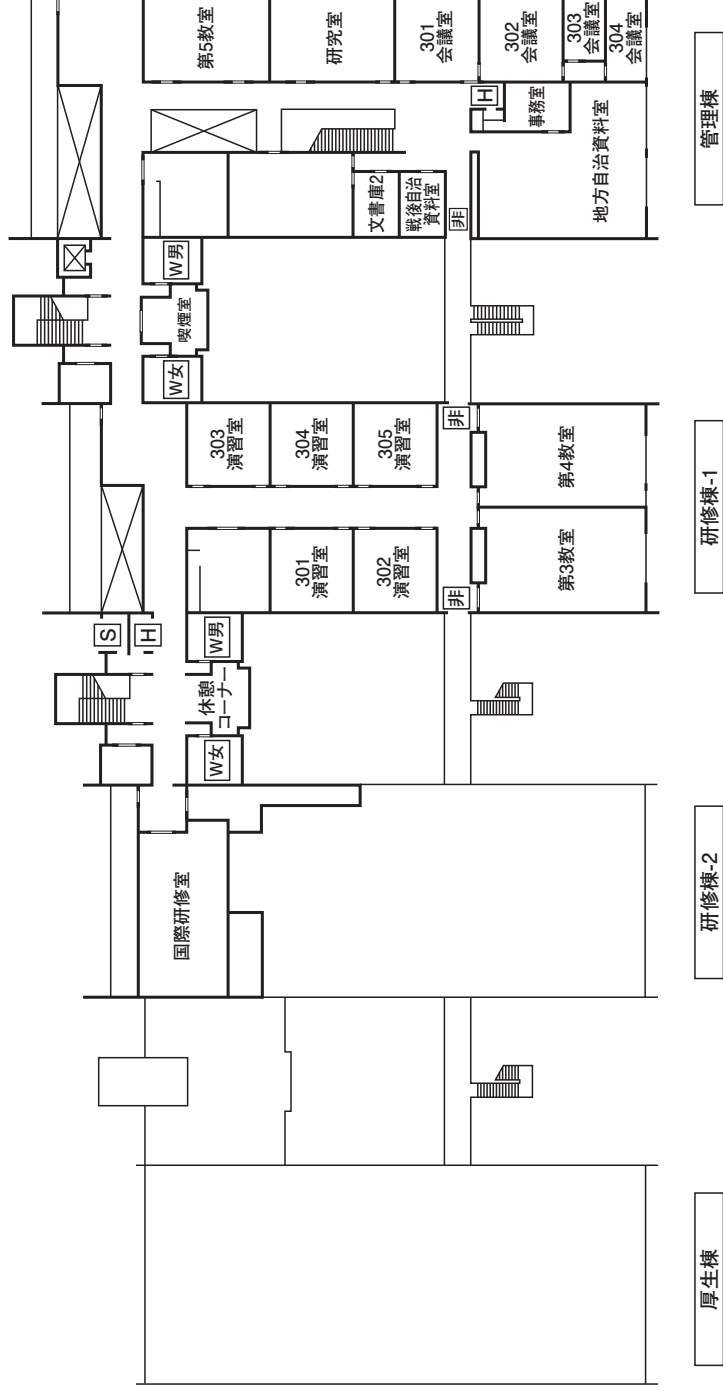 第5教室
研究室
301
会議室
302
会議室
303
会議室
304
会議室
H
事務室
地方自治資料室
文書庫2
戦後自治
資料室
非
W男
喫煙室
W女
303
演習室
304
演習室
305
演習室
非
第4教室
301
演習室
302
演習室
非
第3教室
S
H
W男
休憩
コーナー
W女
国際研修室
管理棟
研修棟-1
研修棟-2
厚生棟